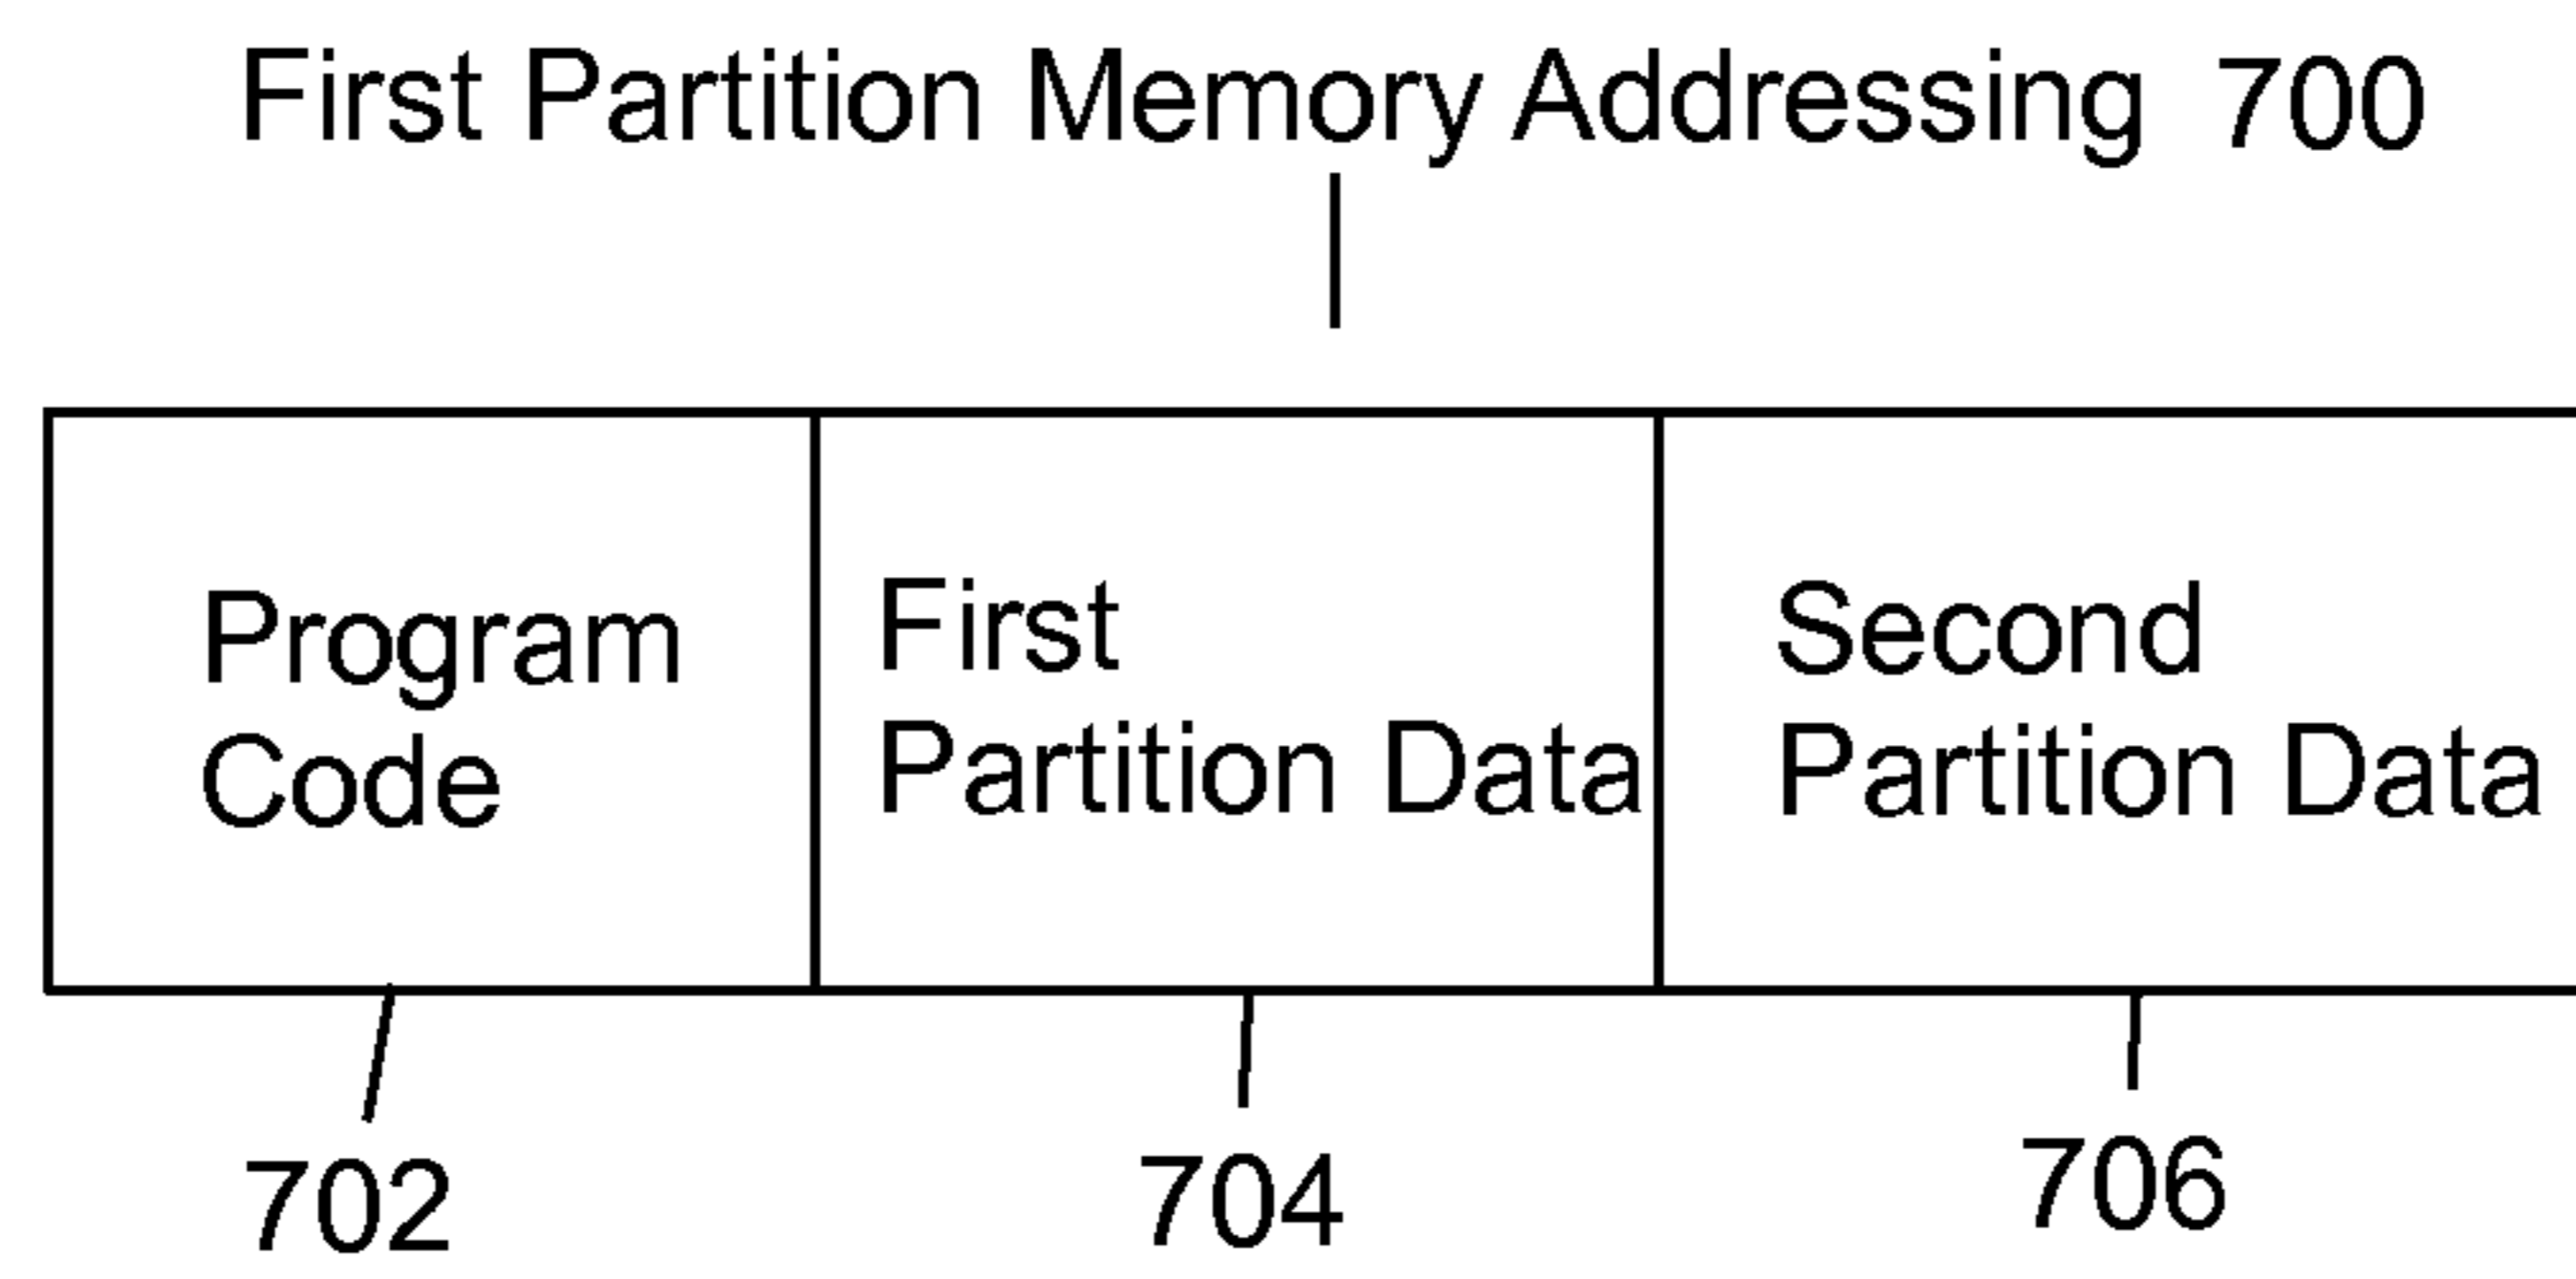 First Partition Memory Addressing 700
Program
Code
First
Partition Data
Second
Partition Data
702
704
706